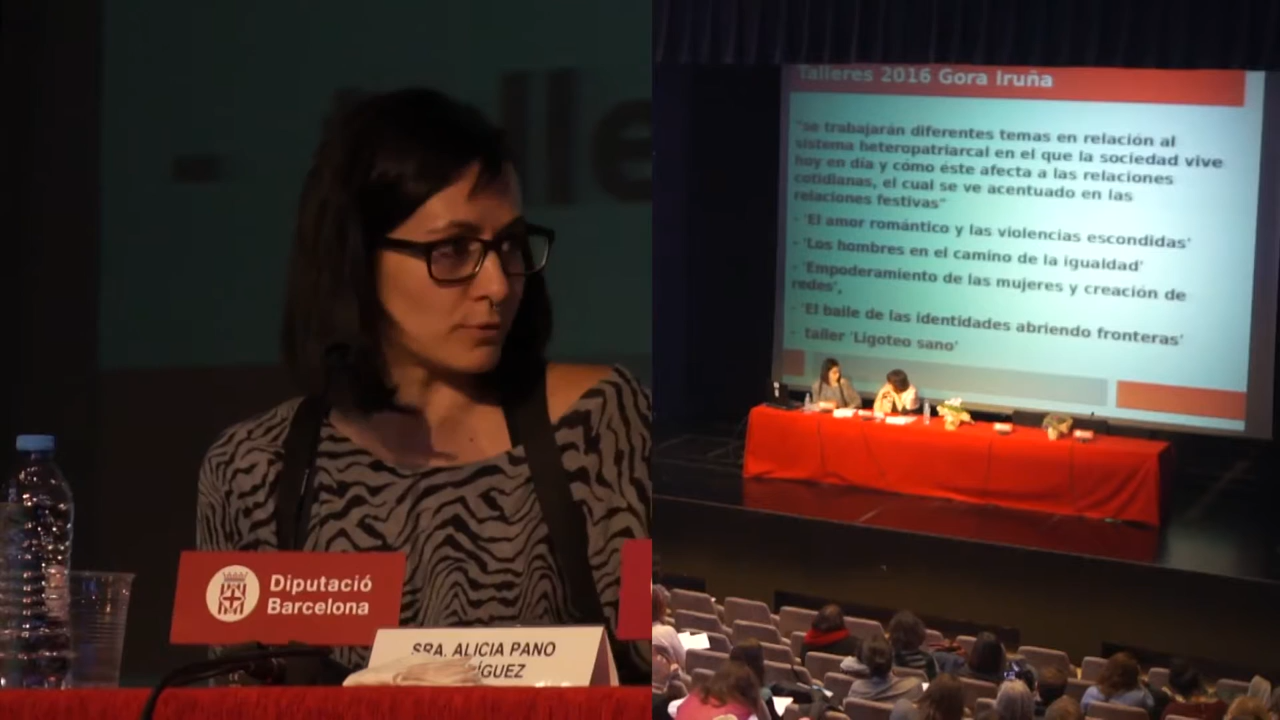 Diputació
Barcelona
SRA. ALICIA PANO
ÍGUEZ
Talleres 2016 Gora Iruña
"se trabajarán diferentes temas en relación al
sistema heteropatriarcal en el que la sociedad vive
hoy en día y cómo éste afecta a las relaciones
cotidianas, el cual se ve acentuado en las
relaciones festivas"
- 'El amor romántico y las violencias escondidas'
- 'Los hombres en el camino de la igualdad'
- 'Empoderamiento de las mujeres y creación de
redes',
- 'El baile de las identidades abriendo fronteras'
- taller 'Ligoteo sano'